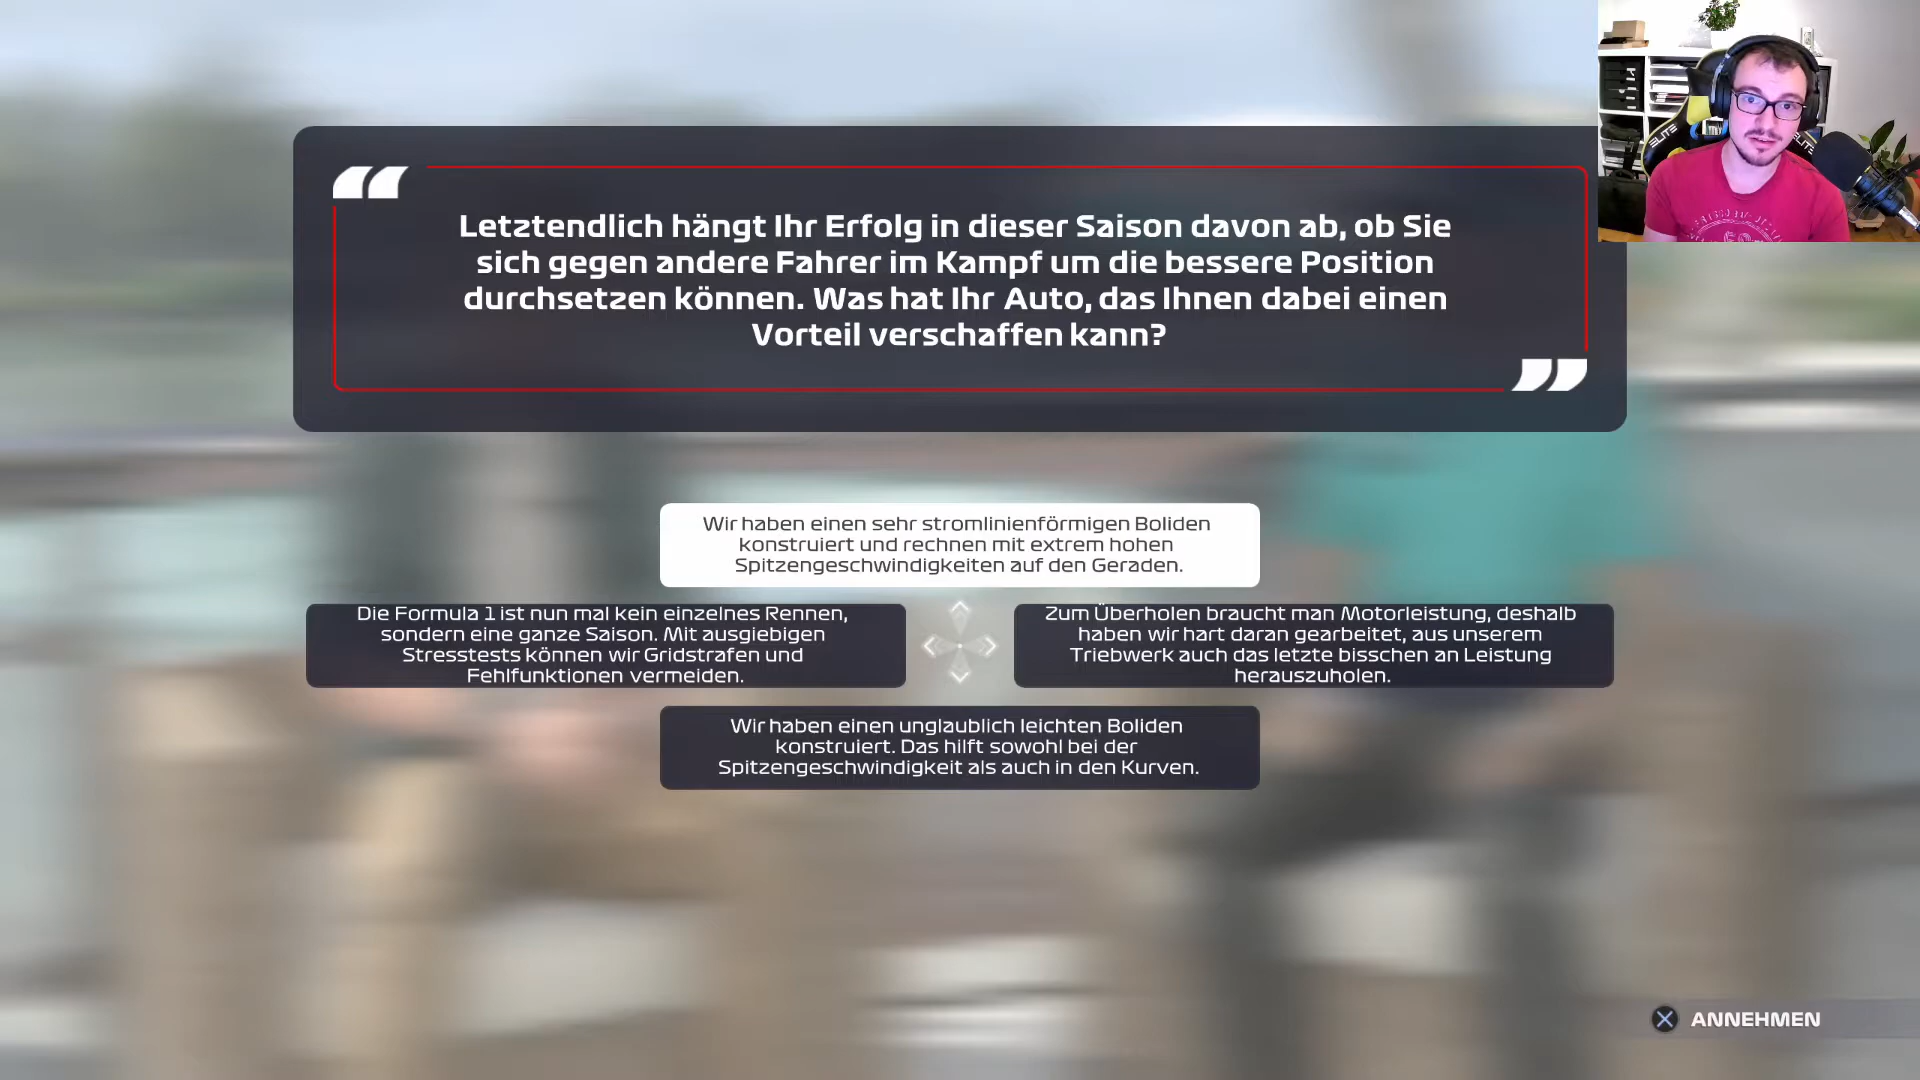 Letztendlich hängt Ihr Erfolg in dieser Saison davon ab, ob Sie
sich gegen andere Fahrer im Kampf um die bessere Position
durchsetzen können. Was hat Ihr Auto, das Ihnen dabei einen
Vorteil verschaffen kann?
Wir haben einen sehr stromlinienförmigen Boliden
konstruiert und rechnen mit extrem hohen
Spitzengeschwindigkeiten auf den Geraden.
Die Formula 1 ist nun mal kein einzelnes Rennen,
sondern eine ganze Saison. Mit ausgiebigen
Stresstests können wir Gridstrafen und
Fehlfunktionen vermeiden.
Zum Überholen braucht man Motorleistung, deshalb
haben wir hart daran gearbeitet, aus unserem
Triebwerk auch das letzte bisschen an Leistung
herauszuholen.
Wir haben einen unglaublich leichten Boliden
konstruiert. Das hilft sowohl bei der
Spitzengeschwindigkeit als auch in den Kurven.
ANNEHMEN
ELITE